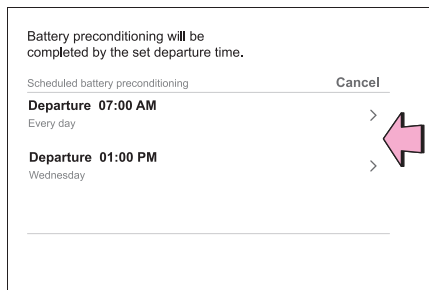 Battery preconditioning will be
completed by the set departure time.
Scheduled battery preconditioning Cancel
Departure 07:00 AM
Every day
Departure 01:00 PM
Wednesday